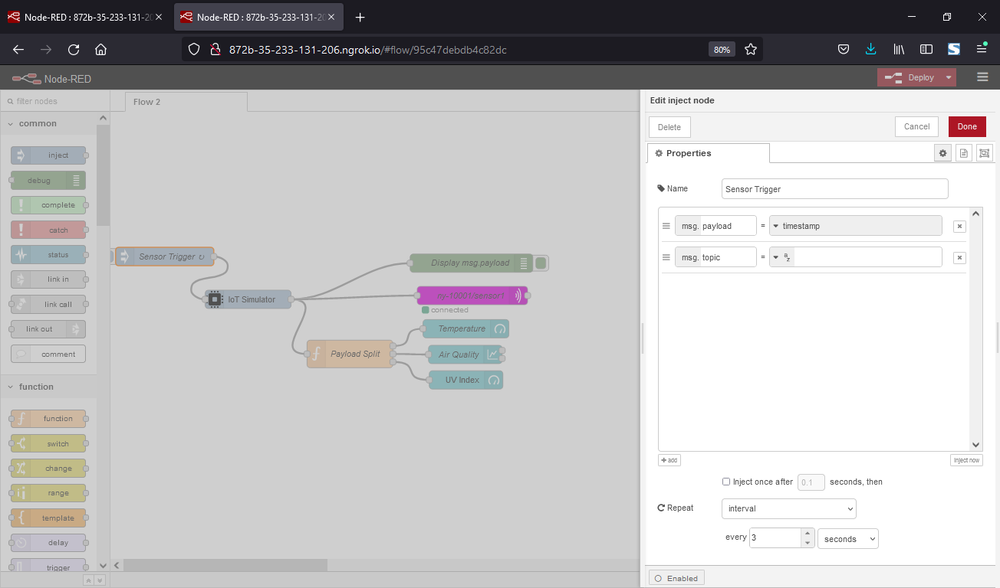 Node-RED : 872b-35-233-131-20
Node-RED : 872b-35-233-131-20
872b-35-233-131-206.ngrok.io/#flow/95c47debdb4c82dc
80%
Node-RED
Deploy
filter nodes
common
inject
debug
complete
catch
status
link in
link call
link out
comment
function
function
switch
change
range
template
delay
trigger
Flow 2
Sensor Trigger ↻
IoT Simulator
Display msg.payload
ny-10001/sensor1
connected
Payload Split
Temperature
Air Quality
UV Index
Edit inject node
Delete
Cancel
Done
Properties
Name
Sensor Trigger
msg. payload = timestamp
msg. topic = a z
add
inject now
Inject once after 0.1 seconds, then
Repeat
interval
every 3 seconds
Enabled